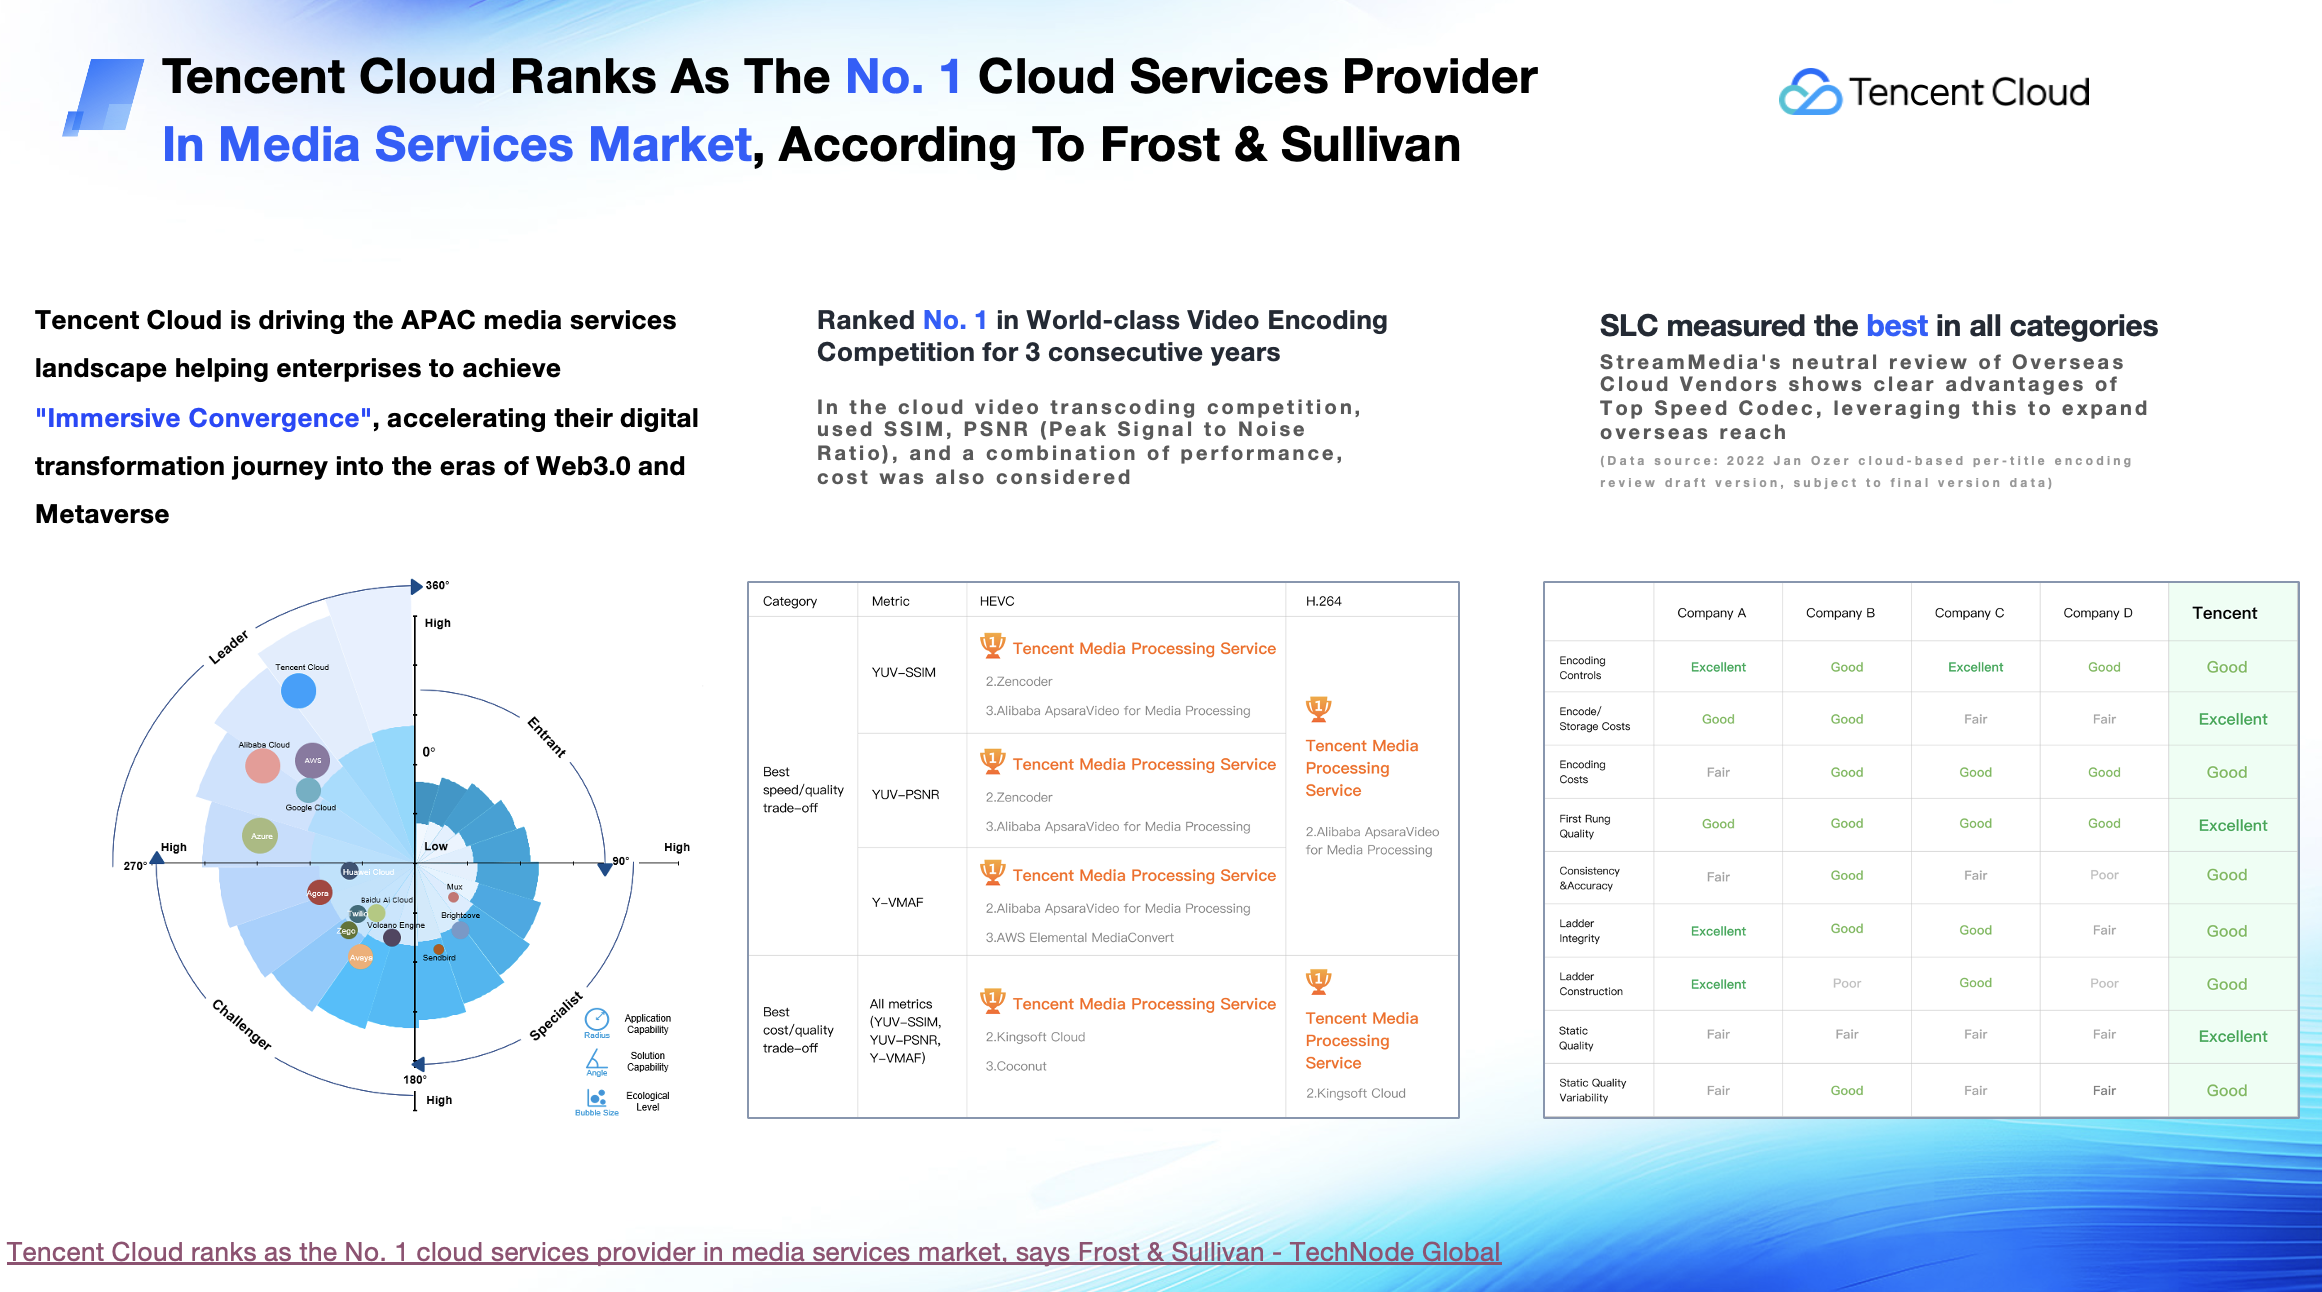 Tencent Cloud Ranks As The No. 1 Cloud Services Provider
In Media Services Market, According To Frost & Sullivan
Tencent Cloud
Tencent Cloud is driving the APAC media services
landscape helping enterprises to achieve
"Immersive Convergence", accelerating their digital
transformation journey into the eras of Web3.0 and
Metaverse
360°
High
Leader
Tencent Cloud
Entrant
Alibaba Cloud
0°
AWS
Google Cloud
Azure
High
Low
High
270°
90°
Huawei Cloud
Agora
Mux
Baidu AI Cloud
Twilio
Brightcove
Volcano Engine
Zego
Avaya
Sendbird
Challenger
Specialist
180°
High
Radius
Application
Capability
Angle
Solution
Capability
Bubble Size
Ecological
Level
Ranked No. 1 in World-class Video Encoding
Competition for 3 consecutive years
In the cloud video transcoding competition,
used SSIM, PSNR (Peak Signal to Noise
Ratio), and a combination of performance,
cost was also considered
Category Metric HEVC H.264
Best
speed/quality
trade-off
YUV-SSIM
1 Tencent Media Processing Service
2.Zencoder
3.Alibaba ApsaraVideo for Media Processing
YUV-PSNR
1 Tencent Media Processing Service
2.Zencoder
3.Alibaba ApsaraVideo for Media Processing
Y-VMAF
1 Tencent Media Processing Service
2.Alibaba ApsaraVideo for Media Processing
3.AWS Elemental MediaConvert
1
Tencent Media
Processing
Service
2.Alibaba ApsaraVideo
for Media Processing
Best
cost/quality
trade-off
All metrics
(YUV-SSIM,
YUV-PSNR,
Y-VMAF)
1 Tencent Media Processing Service
2.Kingsoft Cloud
3.Coconut
1
Tencent Media
Processing
Service
2.Kingsoft Cloud
SLC measured the best in all categories
StreamMedia's neutral review of Overseas
Cloud Vendors shows clear advantages of
Top Speed Codec, leveraging this to expand
overseas reach
(Data source: 2022 Jan Ozer cloud-based per-title encoding
review draft version, subject to final version data)
Company A Company B Company C Company D Tencent
Encoding
Controls
Excellent Good Excellent Good Good
Encode/
Storage Costs
Good Good Fair Fair Excellent
Encoding
Costs
Fair Good Good Good Good
First Rung
Quality
Good Good Good Good Excellent
Consistency
&Accuracy
Fair Good Fair Poor Good
Ladder
Integrity
Excellent Good Good Fair Good
Ladder
Construction
Excellent Poor Good Poor Good
Static
Quality
Fair Fair Fair Fair Excellent
Static Quality
Variability
Fair Good Fair Fair Good
Tencent Cloud ranks as the No. 1 cloud services provider in media services market, says Frost & Sullivan - TechNode Global